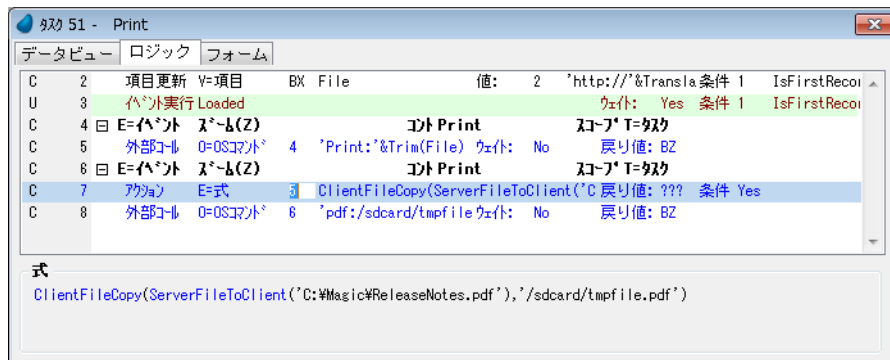 ﾀｽｸ 51 - Print
データビュー ロジック フォーム
C 2 項目更新 V=項目 BX File 値: 2 'http://'&Transla 条件 1 IsFirstRecor
U 3 ｲﾍﾞﾝﾄ実行 Loaded ｳｪｲﾄ: Yes 条件 1 IsFirstRecor
C 4 E=ｲﾍﾞﾝﾄ ｽﾞｰﾑ(Z) ｺﾝﾄ Print ｽｺｰﾌﾟ T=ﾀｽｸ
C 5 外部ｺｰﾙ O=OSｺﾏﾝﾄﾞ 4 'Print:'&Trim(File) ｳｪｲﾄ: No 戻り値: BZ
C 6 E=ｲﾍﾞﾝﾄ ｽﾞｰﾑ(Z) ｺﾝﾄ Print ｽｺｰﾌﾟ T=ﾀｽｸ
C 7 ｱｸｼｮﾝ E=式 5 ClientFileCopy(ServerFileToClient('C 戻り値: ??? 条件 Yes
C 8 外部ｺｰﾙ O=OSｺﾏﾝﾄﾞ 6 'pdf:/sdcard/tmpfile ｳｪｲﾄ: No 戻り値: BZ
式
ClientFileCopy(ServerFileToClient('C:¥Magic¥ReleaseNotes.pdf'),'/sdcard/tmpfile.pdf')